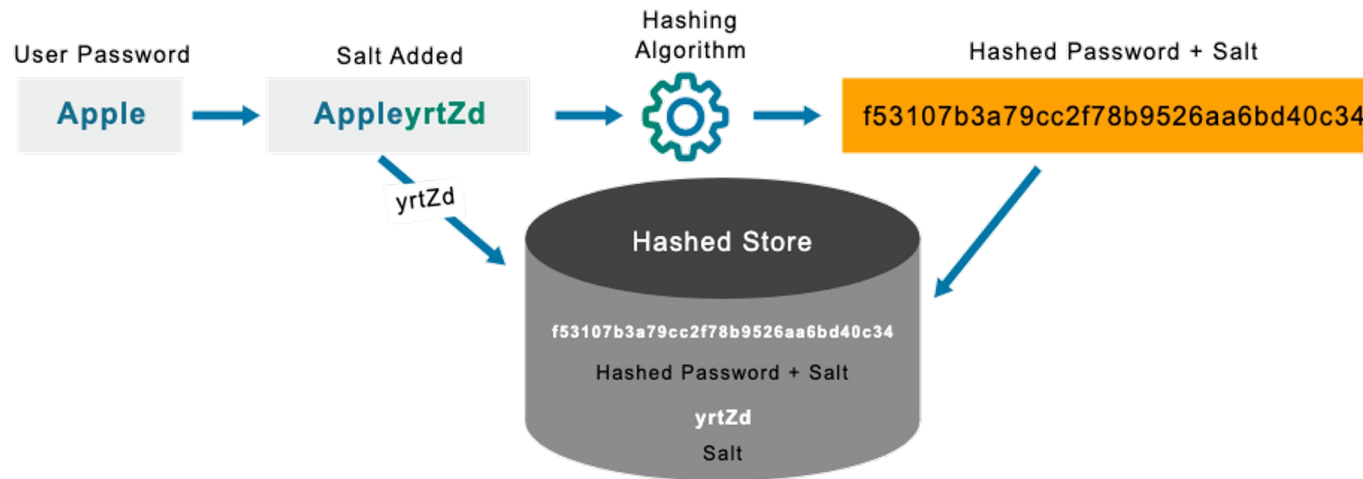 User Password
Apple
Salt Added
AppleyrtZd
Hashing
Algorithm
Hashed Password + Salt
f53107b3a79cc2f78b9526aa6bd40c34
yrtZd
Hashed Store
f53107b3a79cc2f78b9526aa6bd40c34
Hashed Password + Salt
yrtZd
Salt